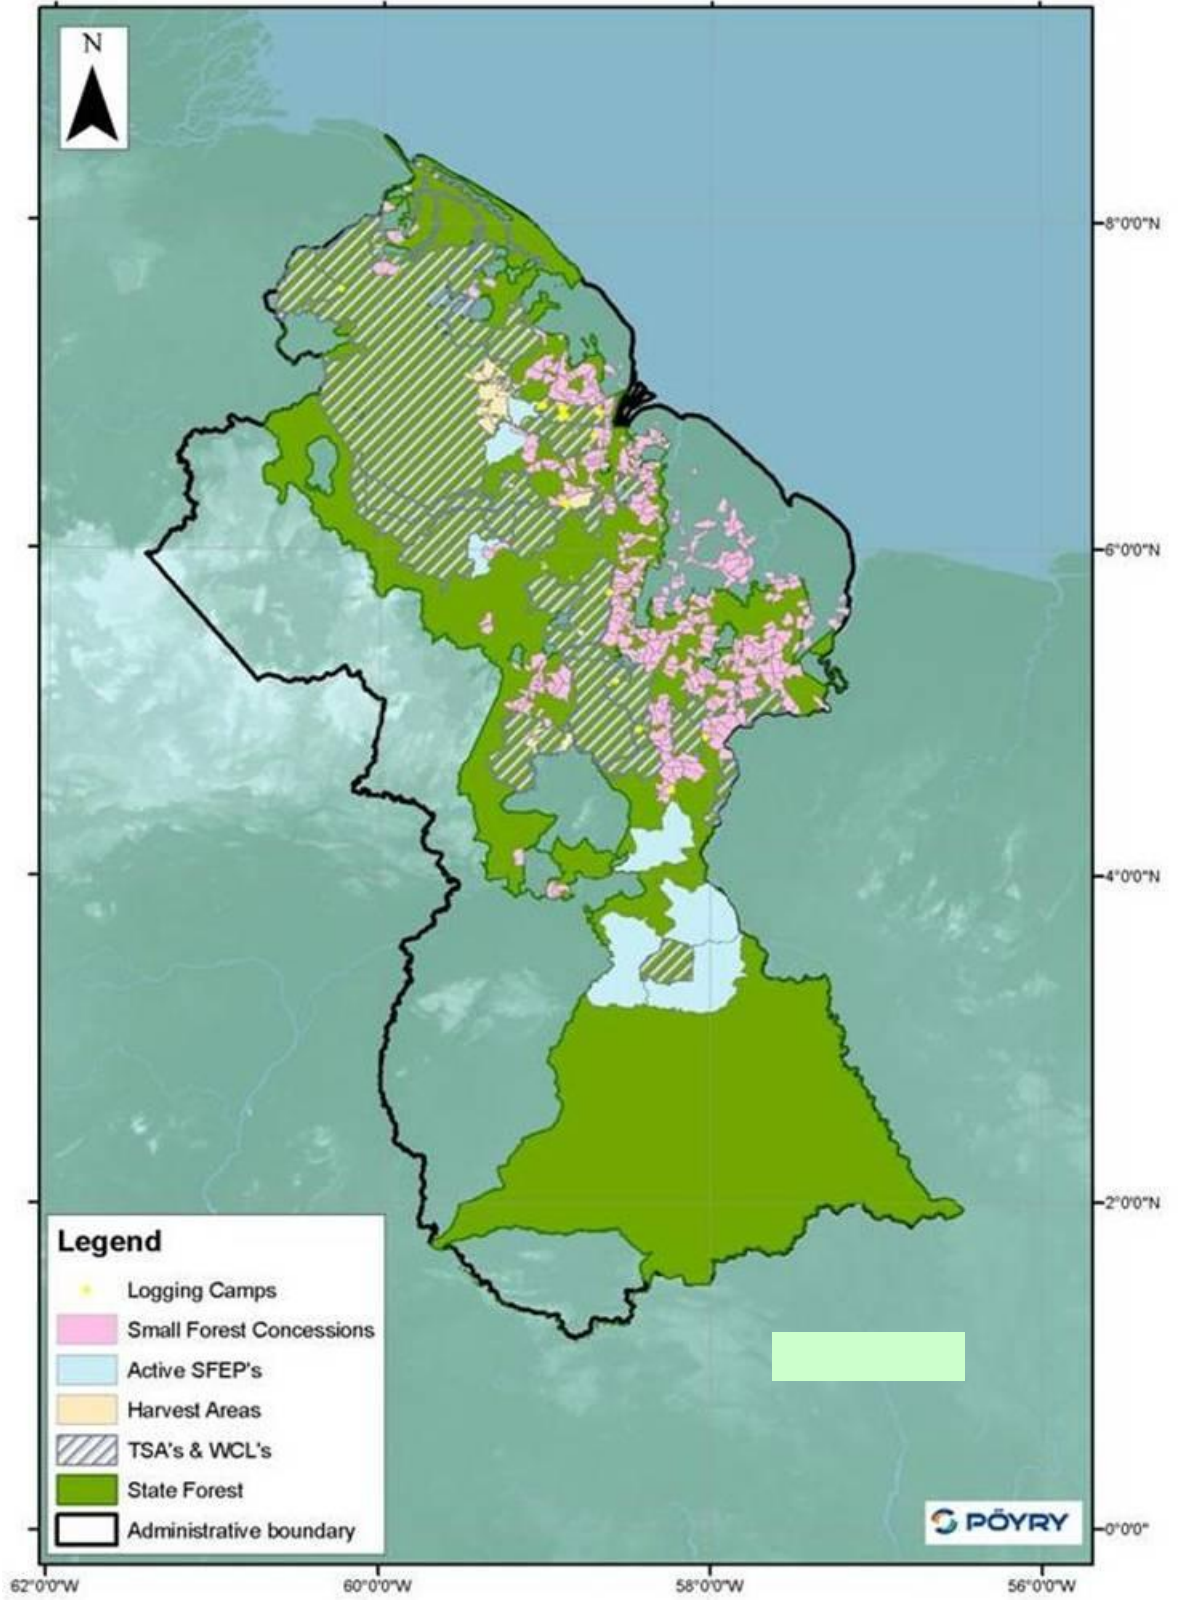 N
8°0'0"N
6°0'0"N
4°0'0"N
2°0'0"N
0°0'0"
Legend
Logging Camps
Small Forest Concessions
Active SFEP's
Harvest Areas
TSA's & WCL's
State Forest
Administrative boundary
PÖYRY
62°0'0"W
60°0'0"W
58°0'0"W
56°0'0"W